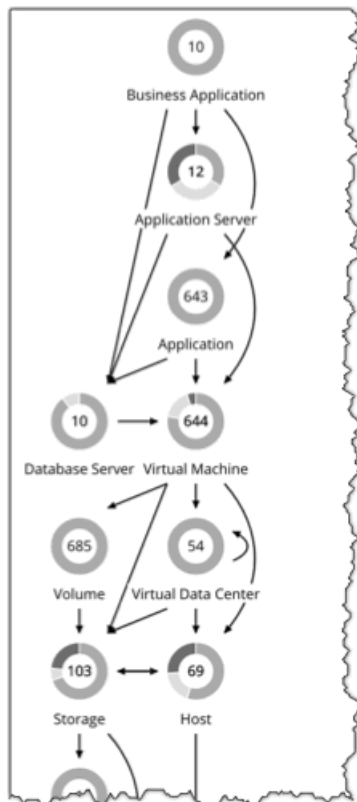 10
Business Application
12
Application Server
643
Application
10
644
Database Server
Virtual Machine
685
54
Volume
Virtual Data Center
103
69
Storage
Host